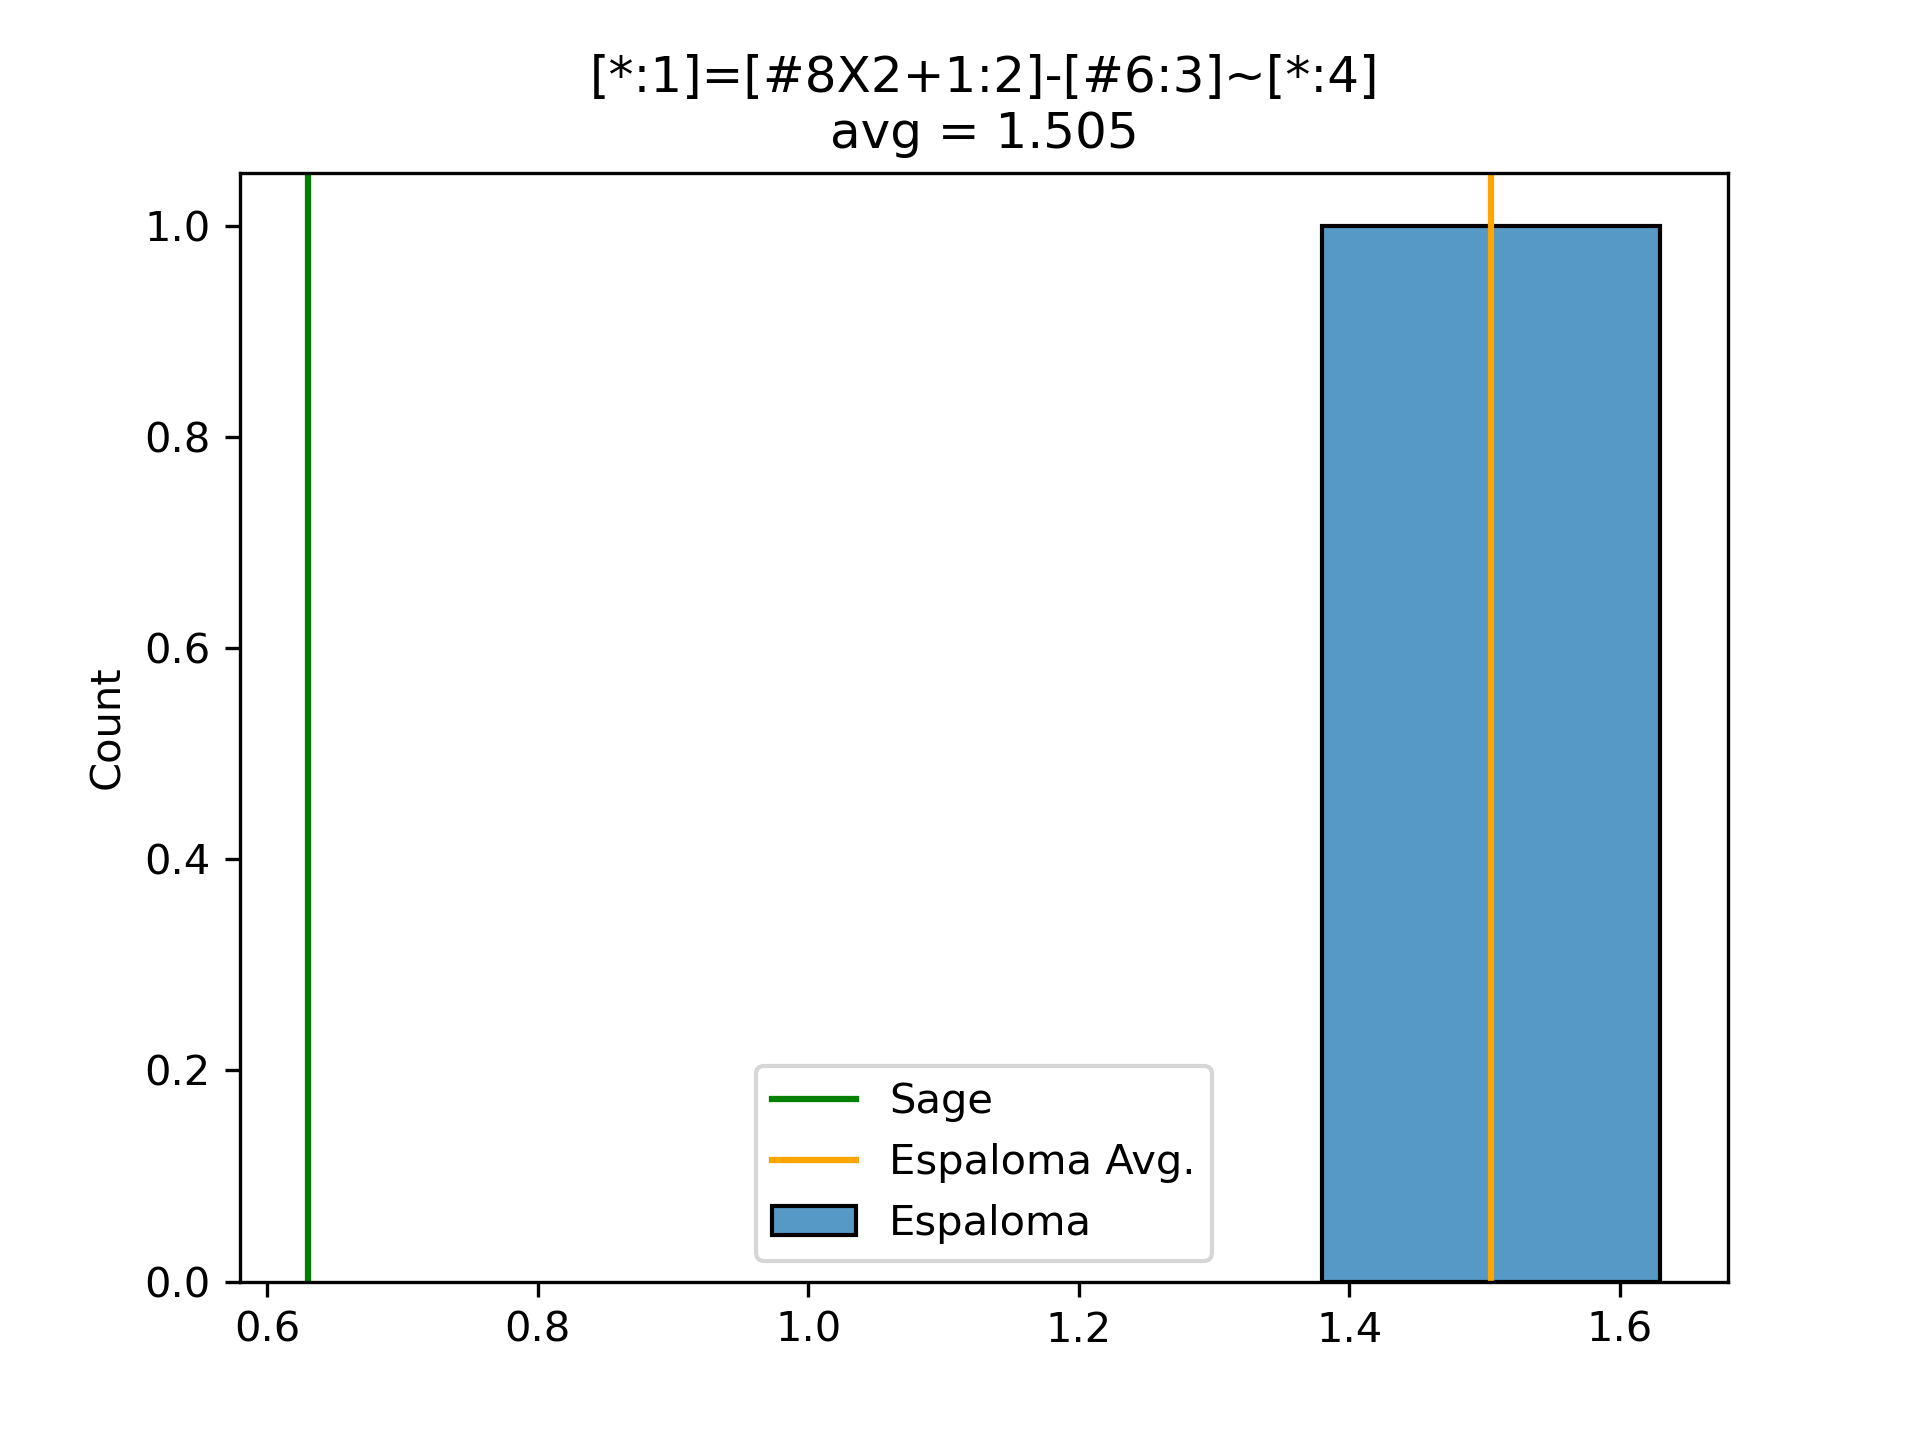 [*:1]=[#8X2+1:2]-[#6:3]~[*:4]
avg = 1.505
1.0
0.8
0.6
0.4
0.2
0.0
Count
Sage
Espaloma Avg.
Espaloma
0.6 0.8 1.0 1.2 1.4 1.6